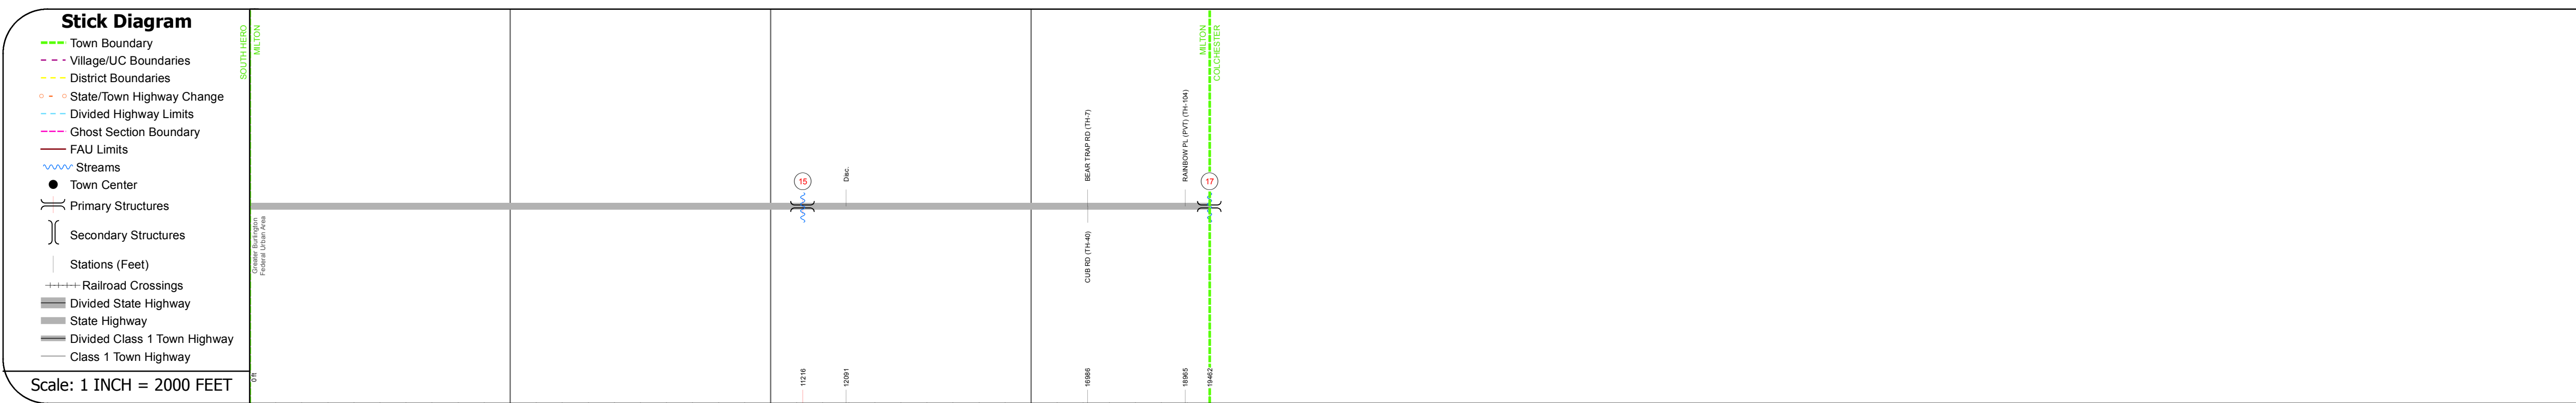 Stick Diagram
Town Boundary
Village/UC Boundaries
District Boundaries
State/Town Highway Change
Divided Highway Limits
Ghost Section Boundary
FAU Limits
Streams
Town Center
Primary Structures
Secondary Structures
Stations (Feet)
Railroad Crossings
Divided State Highway
State Highway
Divided Class 1 Town Highway
Class 1 Town Highway
Scale: 1 INCH = 2000 FEET
SOUTH HERO
MILTON
Greater Burlington
Federal Urban Area
0 ft
15
11216
Disc.
12091
BEAR TRAP RD (TH-7)
CUB RD (TH-40)
16986
RAINBOW PL (PVT) (TH-104)
18965
MILTON
COLCHESTER
17
19462